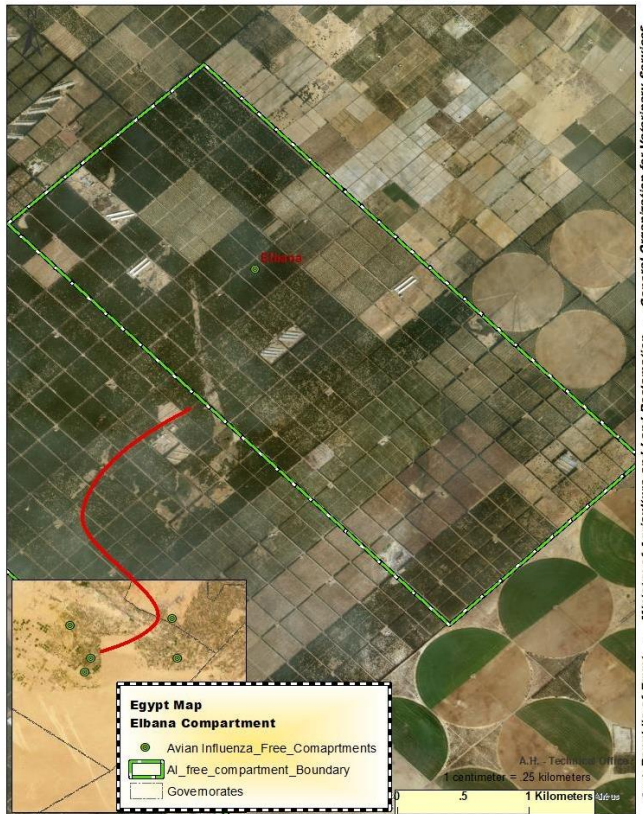 Elbana
Egypt Map
Elbana Compartment
Avian Influenza_Free_Comaprtments
AI_free_compartment_Boundary
Governorates
A.H. - Technical Office
1 centimeter = .25 kilometers
0 .5 1 Kilometers
General Corporation for Veterinary Services